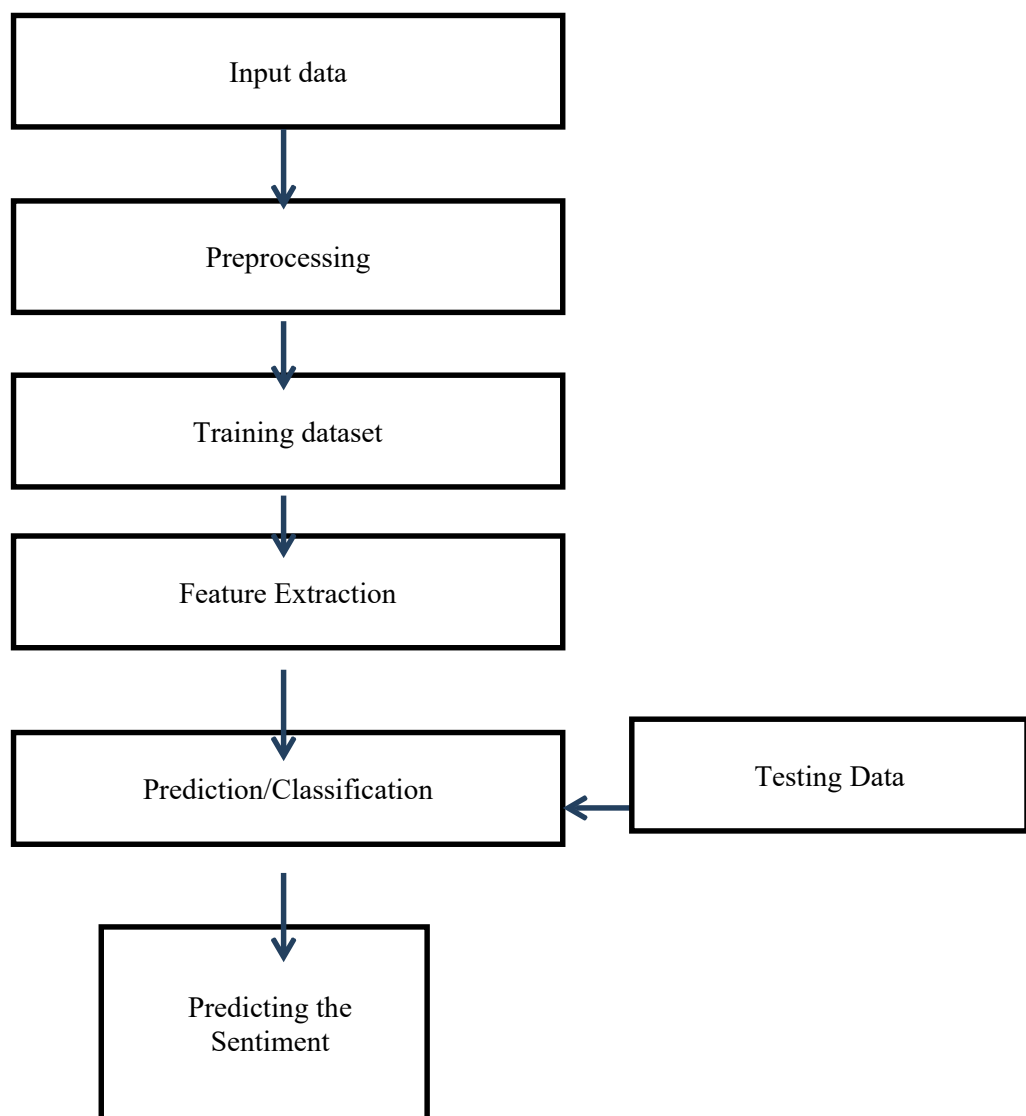 Input data
Preprocessing
Training dataset
Feature Extraction
Prediction/Classification
Testing Data
Predicting the
Sentiment